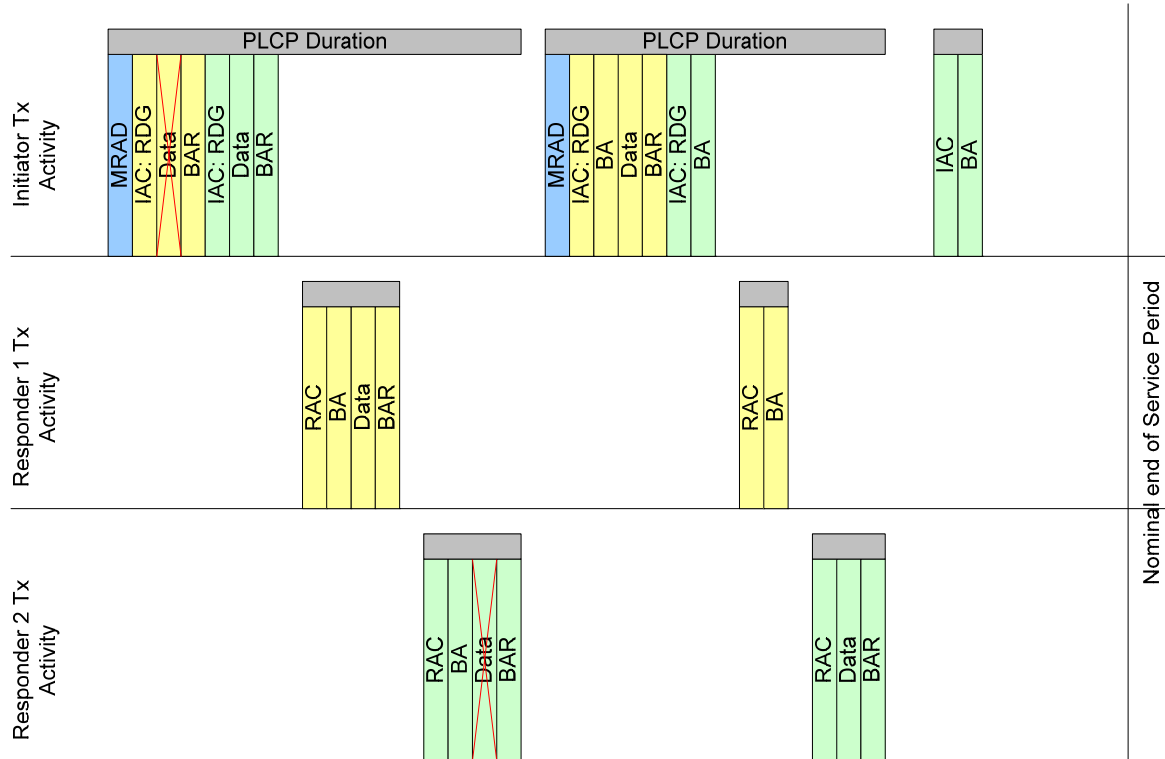 PLCP Duration
PLCP Duration
Initiator Tx
Activity
MRAD
IAC: RDG
Data
BAR
IAC: RDG
Data
BAR
MRAD
IAC: RDG
BA
Data
BAR
IAC: RDG
BA
IAC
BA
Responder 1 Tx
Activity
RAC
BA
Data
BAR
RAC
BA
Responder 2 Tx
Activity
RAC
BA
Data
BAR
RAC
Data
BAR
Nominal end of Service Period